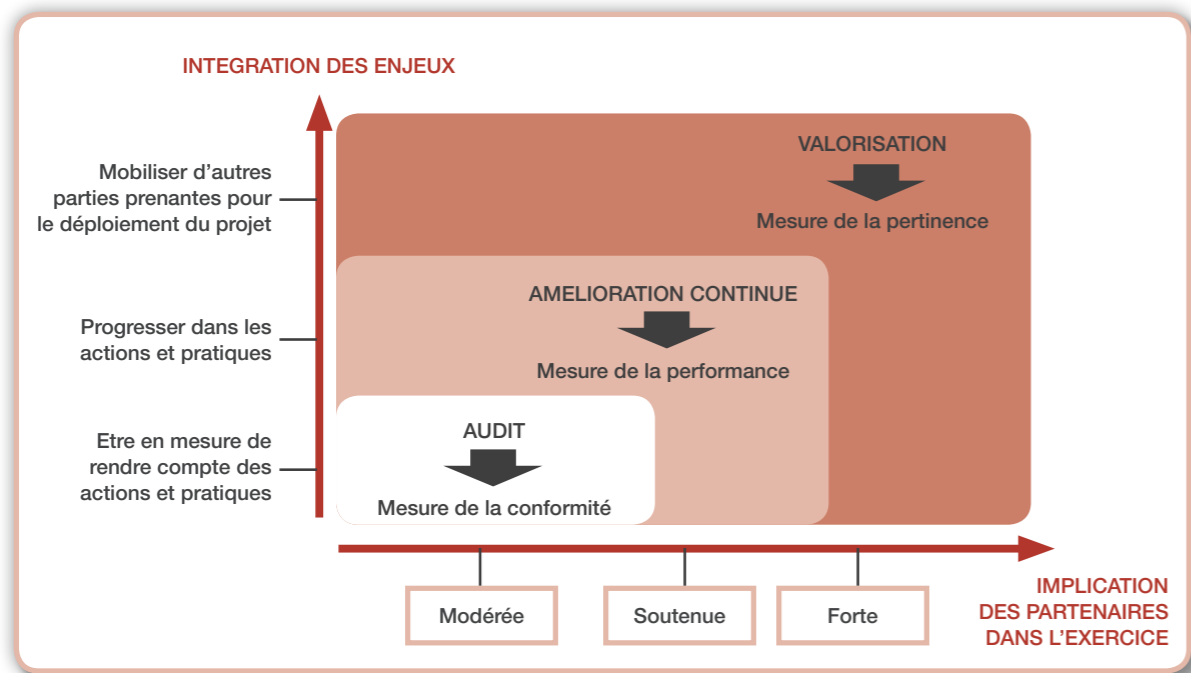 INTEGRATION DES ENJEUX
Mobiliser d'autres
parties prenantes pour
le déploiement du projet
VALORISATION
Mesure de la pertinence
Progresser dans les
actions et pratiques
AMELIORATION CONTINUE
Mesure de la performance
Etre en mesure de
rendre compte des
actions et pratiques
AUDIT
Mesure de la conformité
Modérée
Soutenue
Forte
IMPLICATION
DES PARTENAIRES
DANS L'EXERCICE